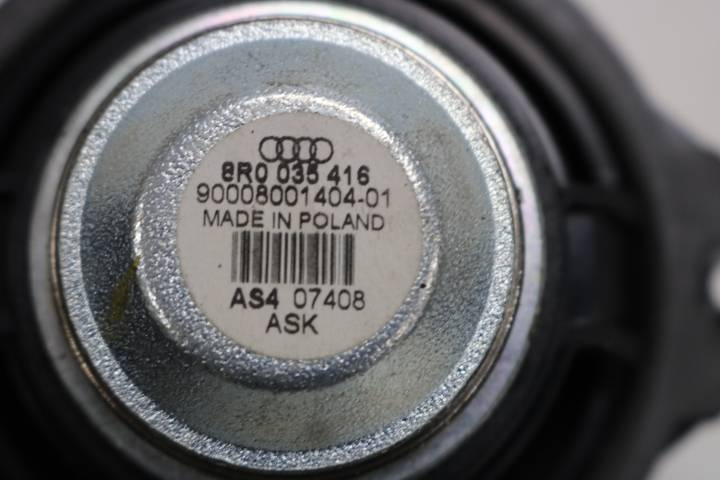 8R0 035 416
90008001404-01
MADE IN POLAND
AS4 07408
ASK